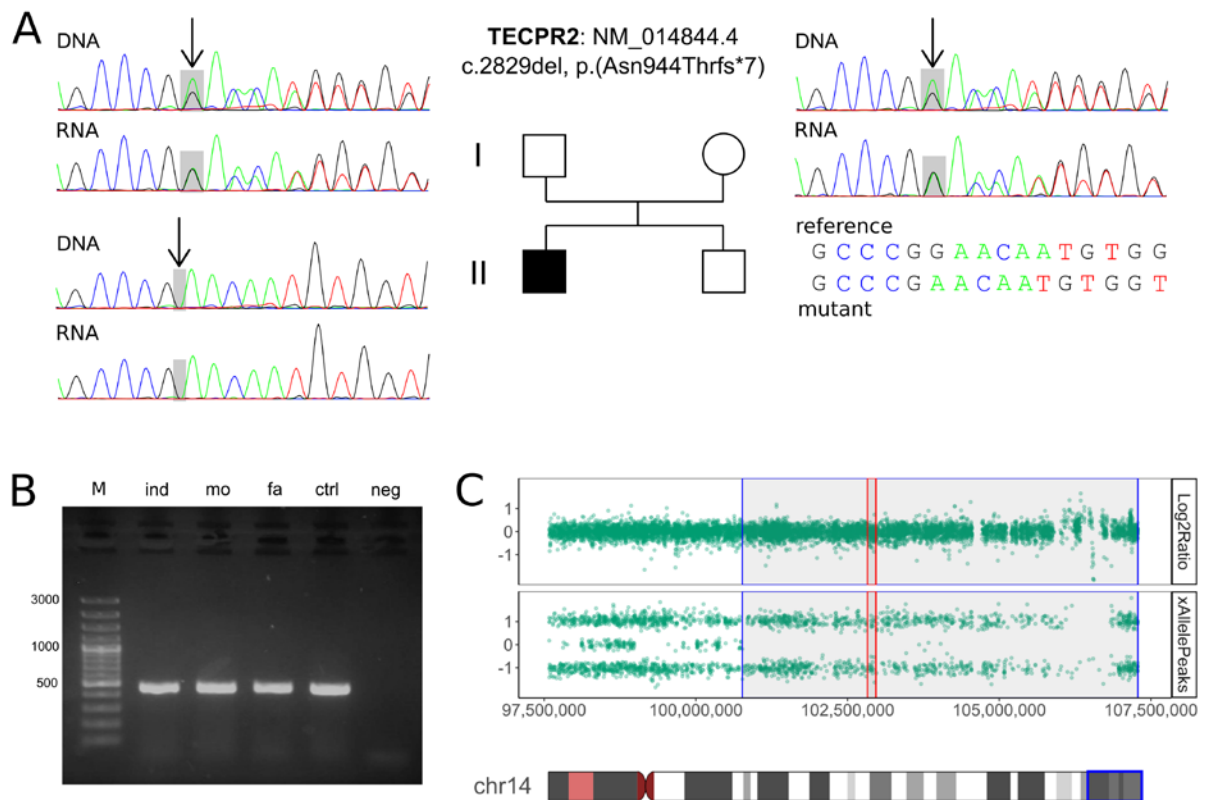 A
DNA
RNA
DNA
RNA
TECPR2: NM_014844.4
c.2829del, p.(Asn944Thrfs*7)
I
II
DNA
RNA
reference
G C C C G G A A C A A T G T G G
G C C C G A A C A A T G T G G T
mutant
B
M ind mo fa ctrl neg
3000
1000
500
C
1
0
-1
Log2Ratio
1
0
-1
xAllelePeaks
97,500,000 100,000,000 102,500,000 105,000,000 107,500,000
chr14